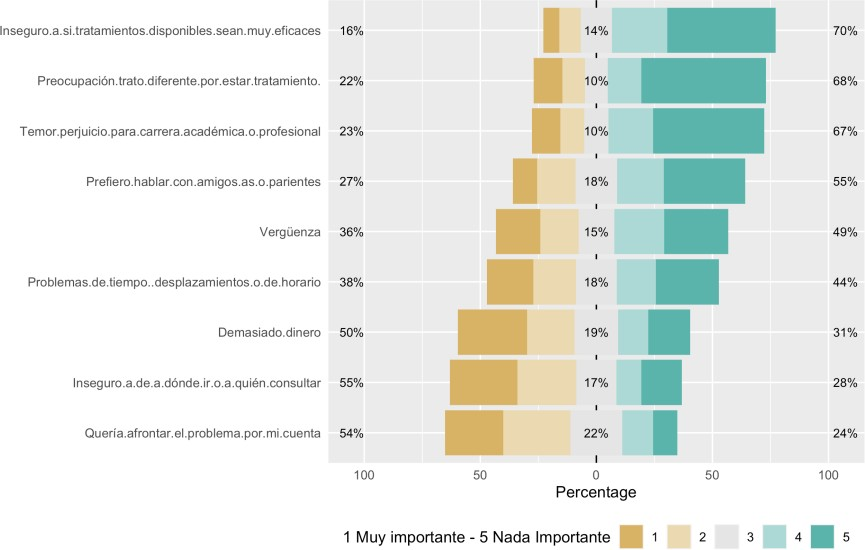 Inseguro.a.si.tratamientos.disponibles.sean.muy.eficaces 16% 14% 70%
Preocupación.trato.diferente.por.estar.tratamiento. 22% 10% 68%
Temor.perjuicio.para.carrera.académica.o.profesional 23% 10% 67%
Prefiero.hablar.con.amigos.as.o.parientes 27% 18% 55%
Vergüenza 36% 15% 49%
Problemas.de.tiempo..desplazamientos.o.de.horario 38% 18% 44%
Demasiado.dinero 50% 19% 31%
Inseguro.a.de.a.dónde.ir.o.a.quién.consultar 55% 17% 28%
Quería.afrontar.el.problema.por.mi.cuenta 54% 22% 24%
100 50 0 50 100
Percentage
1 Muy importante - 5 Nada Importante 1 2 3 4 5